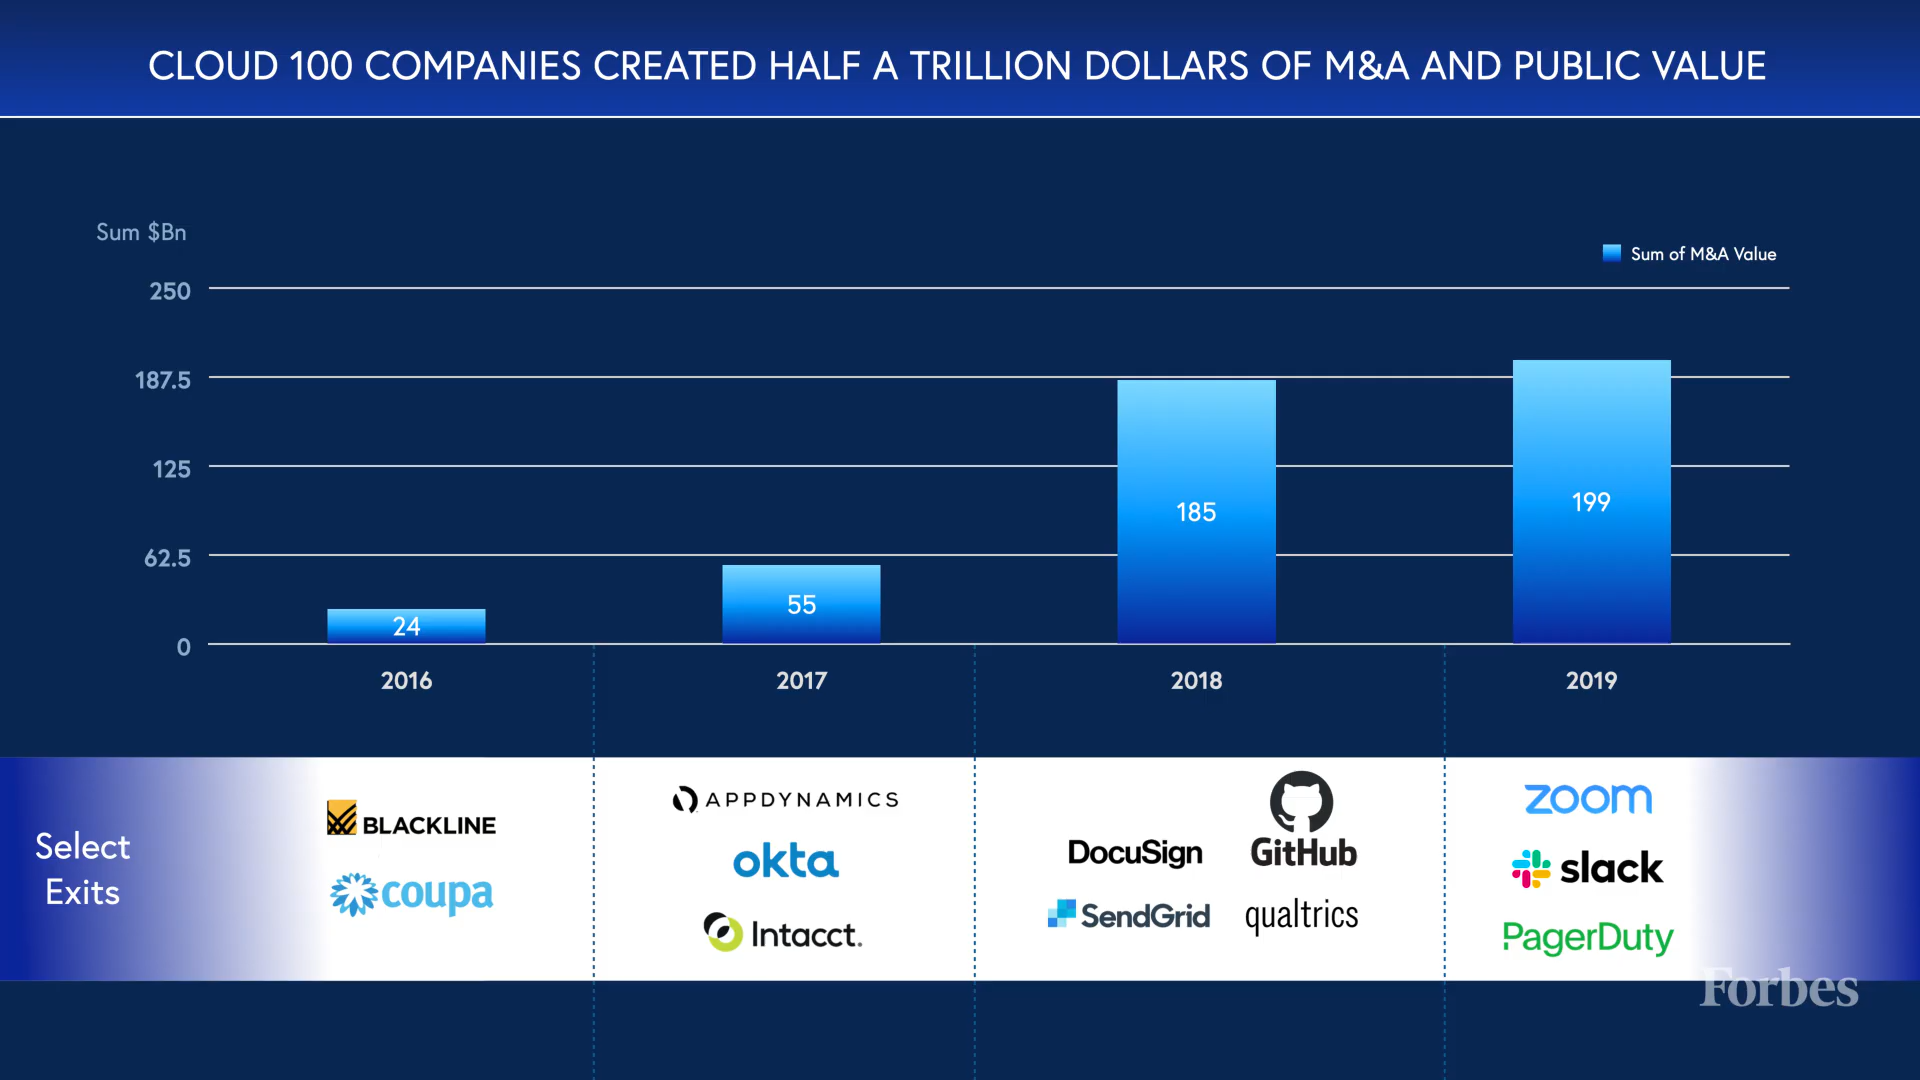 CLOUD 100 COMPANIES CREATED HALF A TRILLION DOLLARS OF M&A AND PUBLIC VALUE
Sum $Bn
Sum of M&A Value
250
187.5
125
62.5
0
24
55
185
199
2016
2017
2018
2019
Select
Exits
BLACKLINE
coupa
APPDYNAMICS
okta
Intacct.
DocuSign
GitHub
SendGrid
qualtrics
zoom
slack
PagerDuty
Forbes